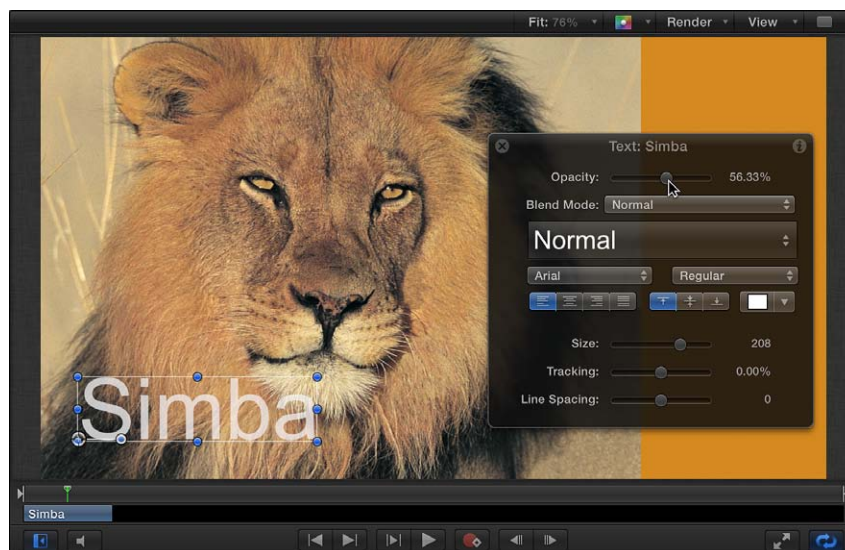 Fit: 76% Render View
Text: Simba
Opacity: 56.33%
Blend Mode: Normal
Normal
Arial Regular
Size: 208
Tracking: 0.00%
Line Spacing: 0
Simba
Simba